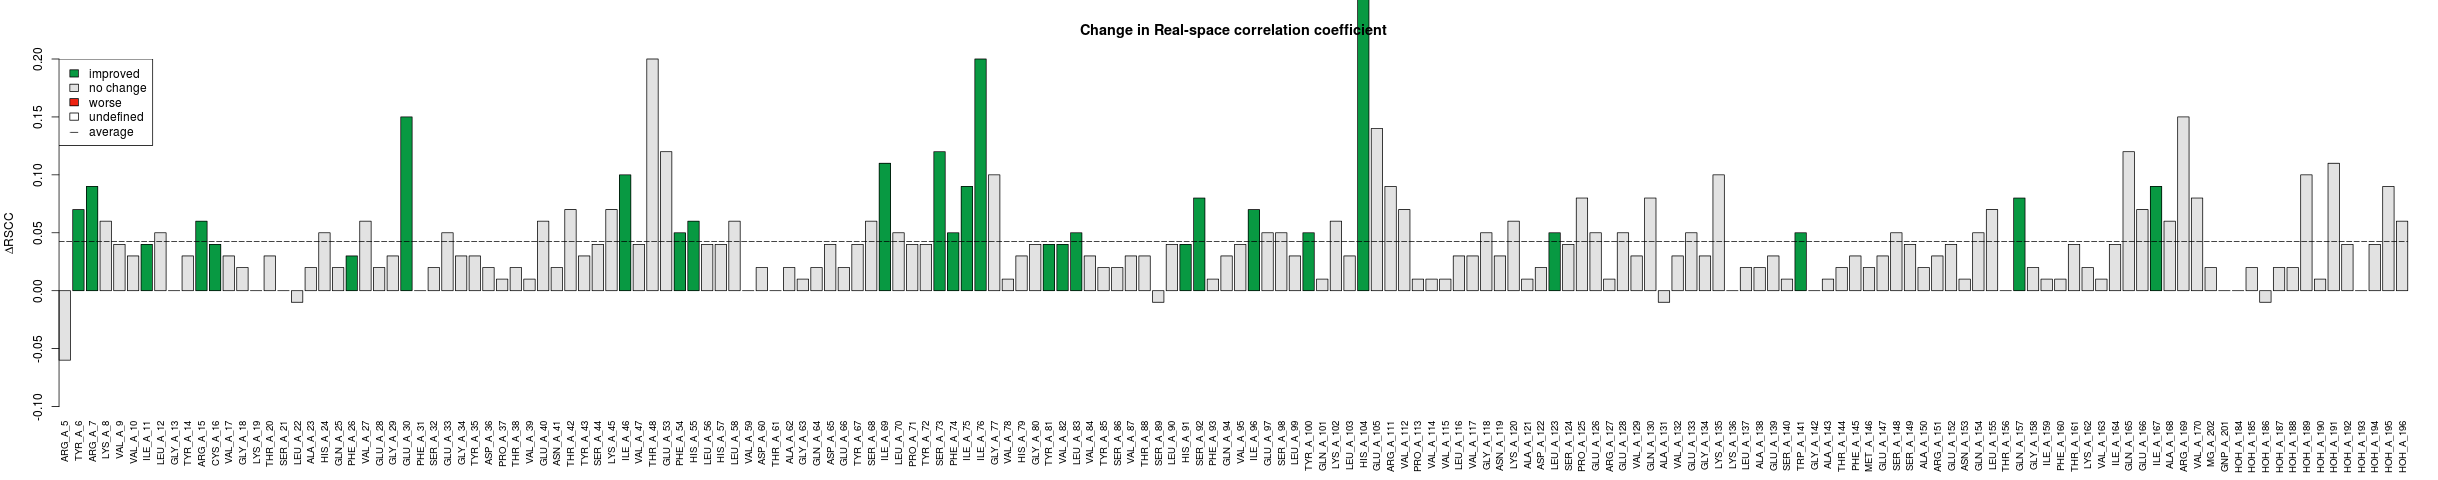 Change in Real-space correlation coefficient
ΔRSCC
0.20
0.15
0.10
0.05
0.00
-0.05
-0.10
improved
no change
worse
undefined
average
ARG_A_5
TYR_A_6
ARG_A_7
LYS_A_8
VAL_A_9
VAL_A_10
ILE_A_11
LEU_A_12
GLY_A_13
TYR_A_14
ARG_A_15
CYS_A_16
VAL_A_17
GLY_A_18
LYS_A_19
THR_A_20
SER_A_21
LEU_A_22
ALA_A_23
HIS_A_24
GLN_A_25
PHE_A_26
VAL_A_27
GLU_A_28
GLY_A_29
GLU_A_30
PHE_A_31
SER_A_32
GLU_A_33
GLY_A_34
TYR_A_35
ASP_A_36
PRO_A_37
THR_A_38
VAL_A_39
GLU_A_40
ASN_A_41
THR_A_42
TYR_A_43
SER_A_44
LYS_A_45
ILE_A_46
VAL_A_47
THR_A_48
GLU_A_53
PHE_A_54
HIS_A_55
LEU_A_56
HIS_A_57
LEU_A_58
VAL_A_59
ASP_A_60
THR_A_61
ALA_A_62
GLY_A_63
GLN_A_64
ASP_A_65
GLU_A_66
TYR_A_67
SER_A_68
ILE_A_69
LEU_A_70
PRO_A_71
TYR_A_72
SER_A_73
PHE_A_74
ILE_A_75
ILE_A_76
GLY_A_77
VAL_A_78
HIS_A_79
GLY_A_80
TYR_A_81
VAL_A_82
LEU_A_83
VAL_A_84
TYR_A_85
SER_A_86
VAL_A_87
THR_A_88
SER_A_89
LEU_A_90
HIS_A_91
SER_A_92
PHE_A_93
GLN_A_94
VAL_A_95
ILE_A_96
GLU_A_97
SER_A_98
LEU_A_99
TYR_A_100
GLN_A_101
LYS_A_102
LEU_A_103
HIS_A_104
GLU_A_105
ARG_A_111
VAL_A_112
PRO_A_113
VAL_A_114
VAL_A_115
LEU_A_116
VAL_A_117
GLY_A_118
ASN_A_119
LYS_A_120
ALA_A_121
ASP_A_122
LEU_A_123
SER_A_124
PRO_A_125
GLU_A_126
ARG_A_127
GLU_A_128
VAL_A_129
GLN_A_130
ALA_A_131
VAL_A_132
GLU_A_133
GLY_A_134
LYS_A_135
LYS_A_136
LEU_A_137
ALA_A_138
GLU_A_139
SER_A_140
TRP_A_141
GLY_A_142
ALA_A_143
THR_A_144
PHE_A_145
MET_A_146
GLU_A_147
SER_A_148
SER_A_149
ALA_A_150
ARG_A_151
GLU_A_152
ASN_A_153
GLN_A_154
LEU_A_155
THR_A_156
GLN_A_157
GLY_A_158
ILE_A_159
PHE_A_160
THR_A_161
LYS_A_162
VAL_A_163
ILE_A_164
GLN_A_165
GLU_A_166
ILE_A_167
ALA_A_168
ARG_A_169
VAL_A_170
MG_A_202
GNP_A_201
HOH_A_184
HOH_A_185
HOH_A_186
HOH_A_187
HOH_A_188
HOH_A_189
HOH_A_190
HOH_A_191
HOH_A_192
HOH_A_193
HOH_A_194
HOH_A_195
HOH_A_196